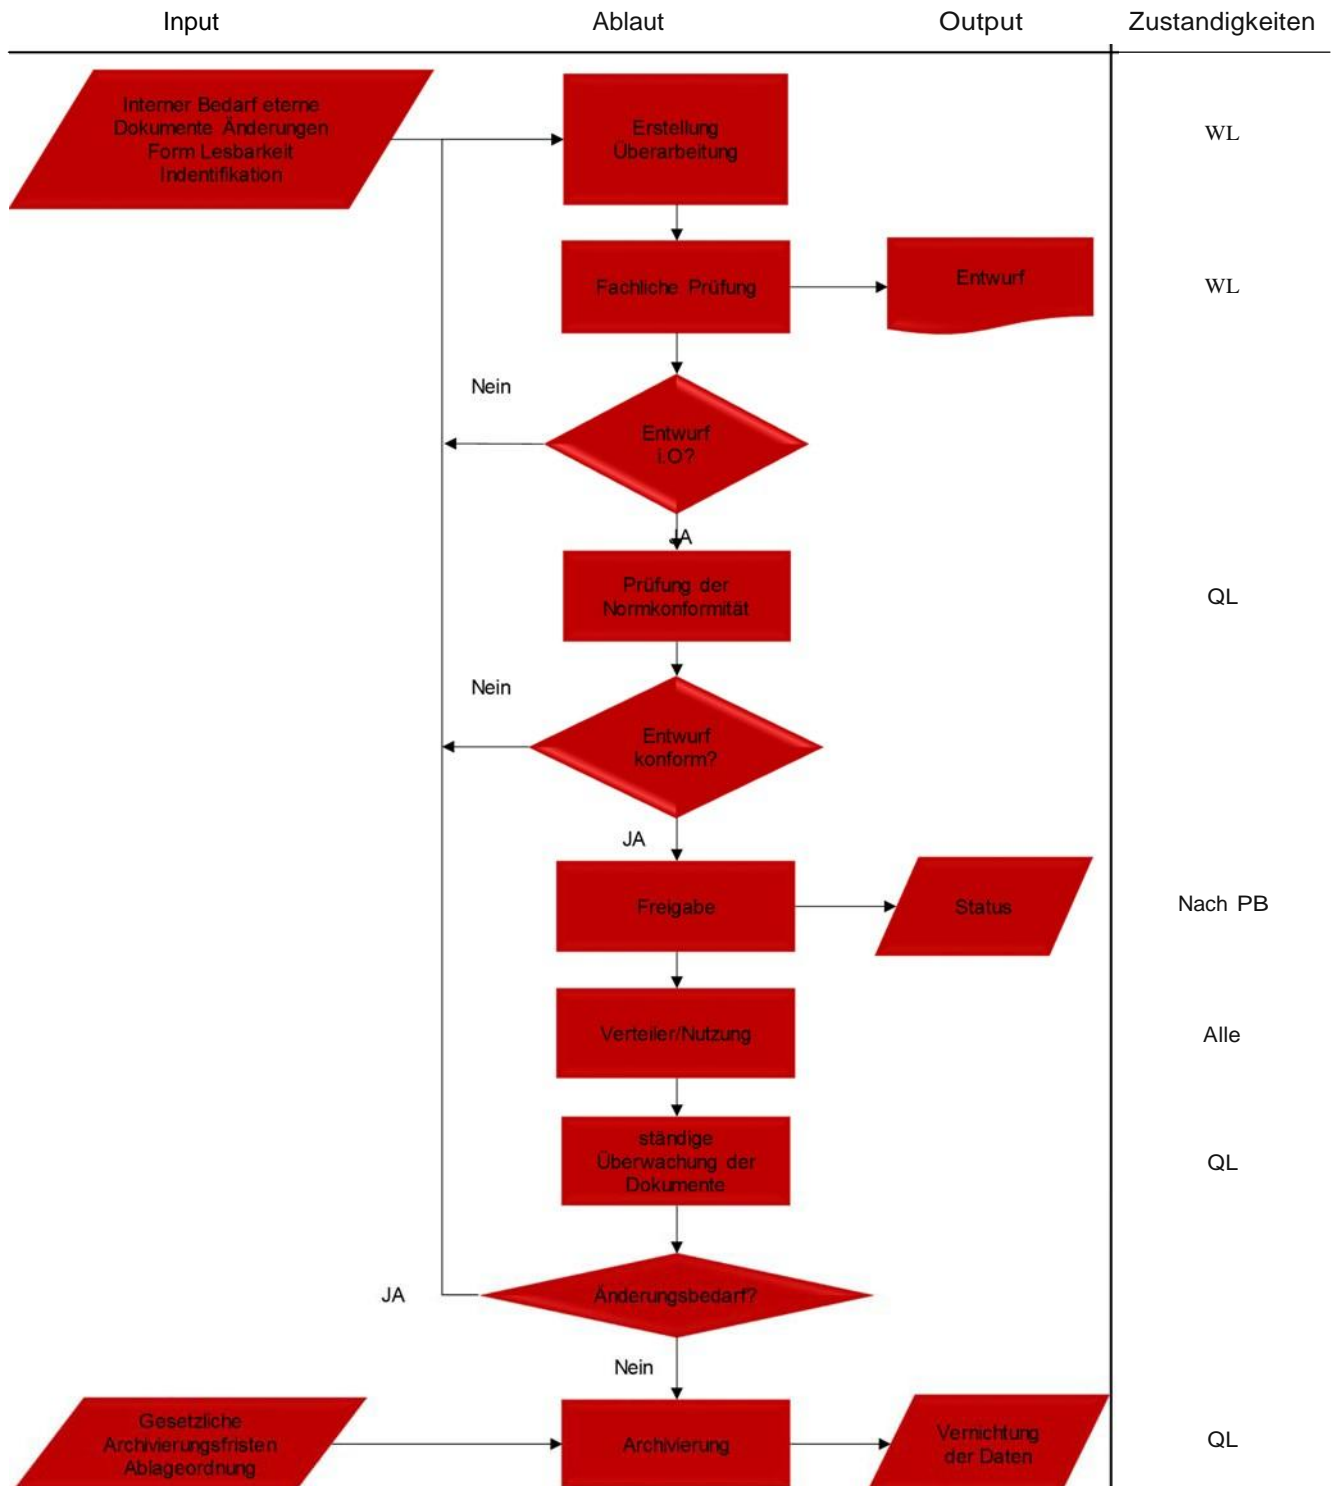 Input Ablaut Output Zustandigkeiten
Interner Bedarf eterne
Dokumente Änderungen
Form Lesbarkeit
Indentifikation
Erstellung
Überarbeitung
WL
Fachliche Prüfung
Entwurf
WL
Nein
Entwurf
i.O?
JA
Prüfung der
Normkonformität
QL
Nein
Entwurf
konform?
JA
Freigabe
Status
Nach PB
Verteiler/Nutzung
Alle
ständige
Überwachung der
Dokumente
QL
JA
Änderungsbedarf?
Nein
Gesetzliche
Archivierungsfristen
Ablageordnung
Archivierung
Vernichtung
der Daten
QL